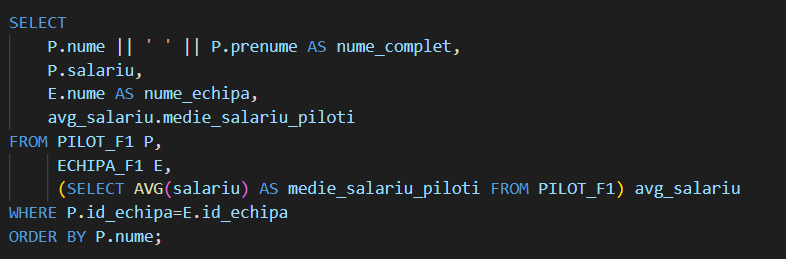 SELECT
P.nume || ' ' || P.prenume AS nume_complet,
P.salariu,
E.nume AS nume_echipa,
avg_salariu.medie_salariu_piloti
FROM PILOT_F1 P,
ECHIPA_F1 E,
(SELECT AVG(salariu) AS medie_salariu_piloti FROM PILOT_F1) avg_salariu
WHERE P.id_echipa=E.id_echipa
ORDER BY P.nume;